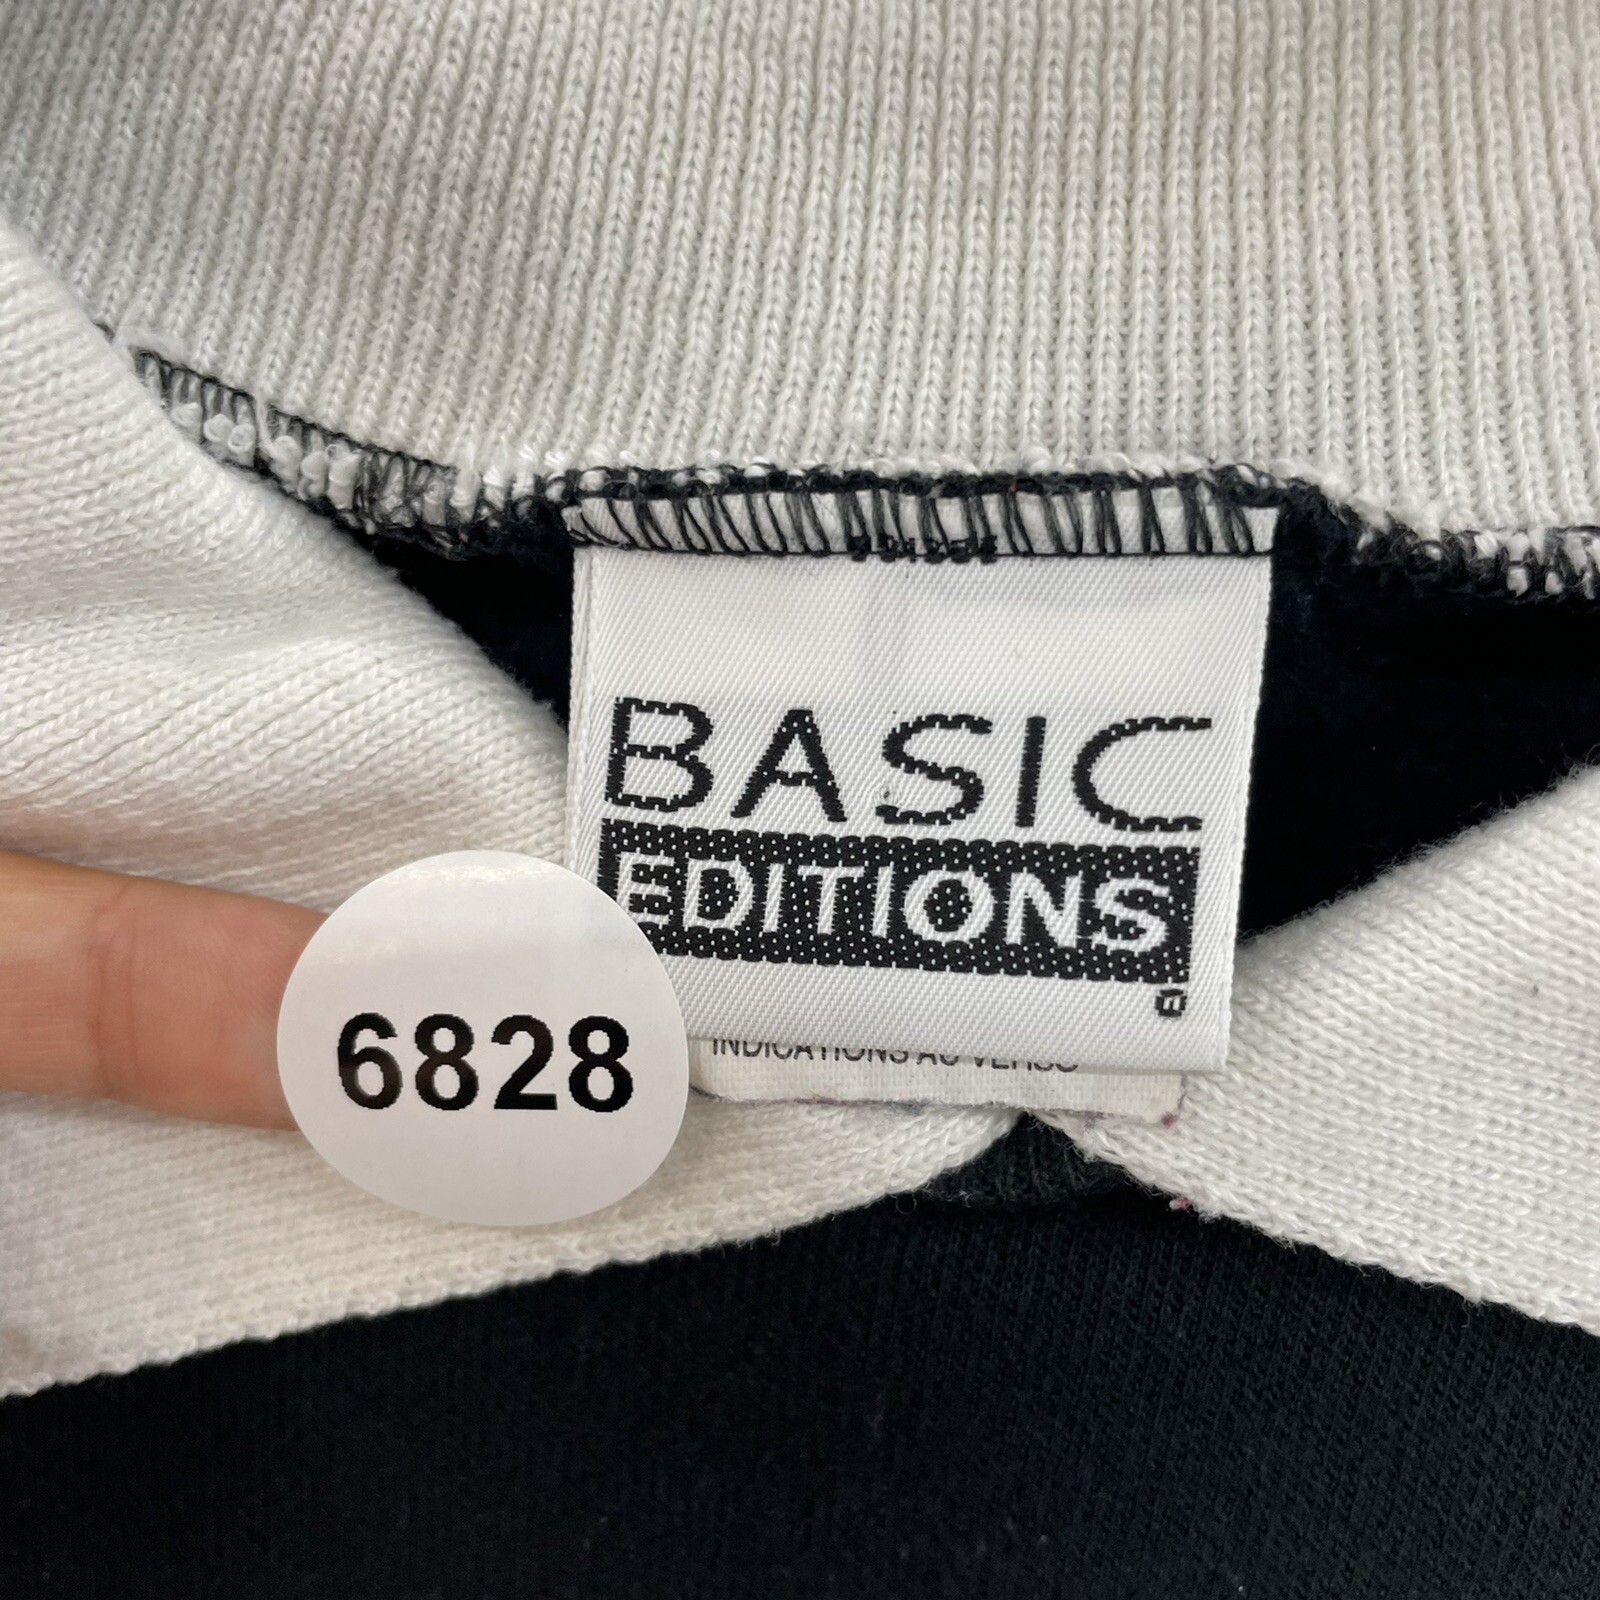 BASIC
EDITIONS
®
6828
INDICATIONS AU VERSO